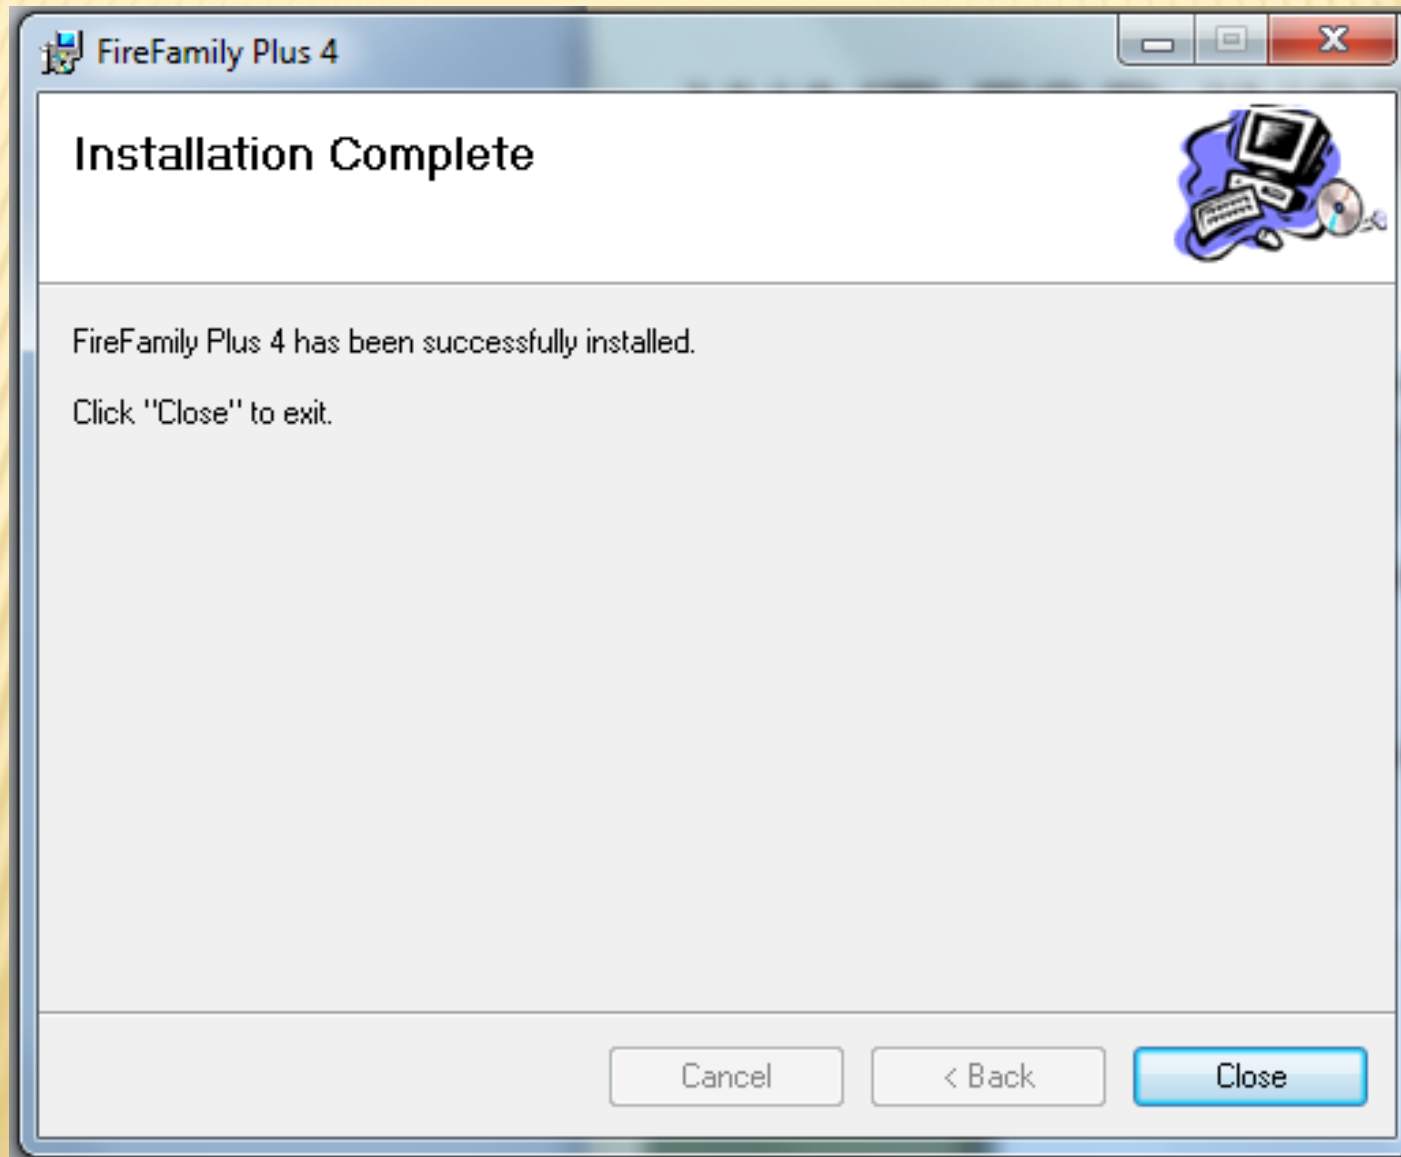 FireFamily Plus 4
Installation Complete
FireFamily Plus 4 has been successfully installed.
Click "Close" to exit.
Cancel
< Back
Close